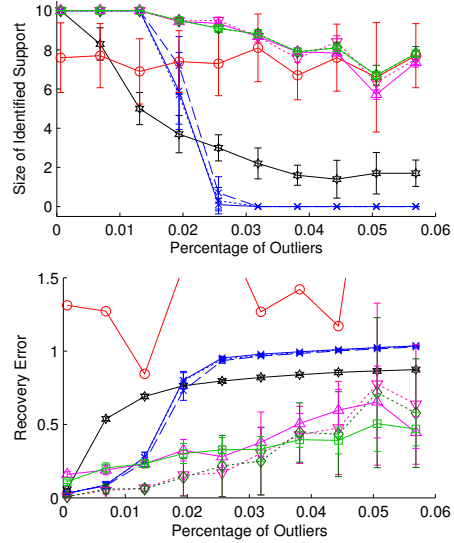 10
8
6
4
2
0
Size of Identified Support
0 0.01 0.02 0.03 0.04 0.05 0.06
Percentage of Outliers
1.5
1
0.5
0
Recovery Error
0 0.01 0.02 0.03 0.04 0.05 0.06
Percentage of Outliers